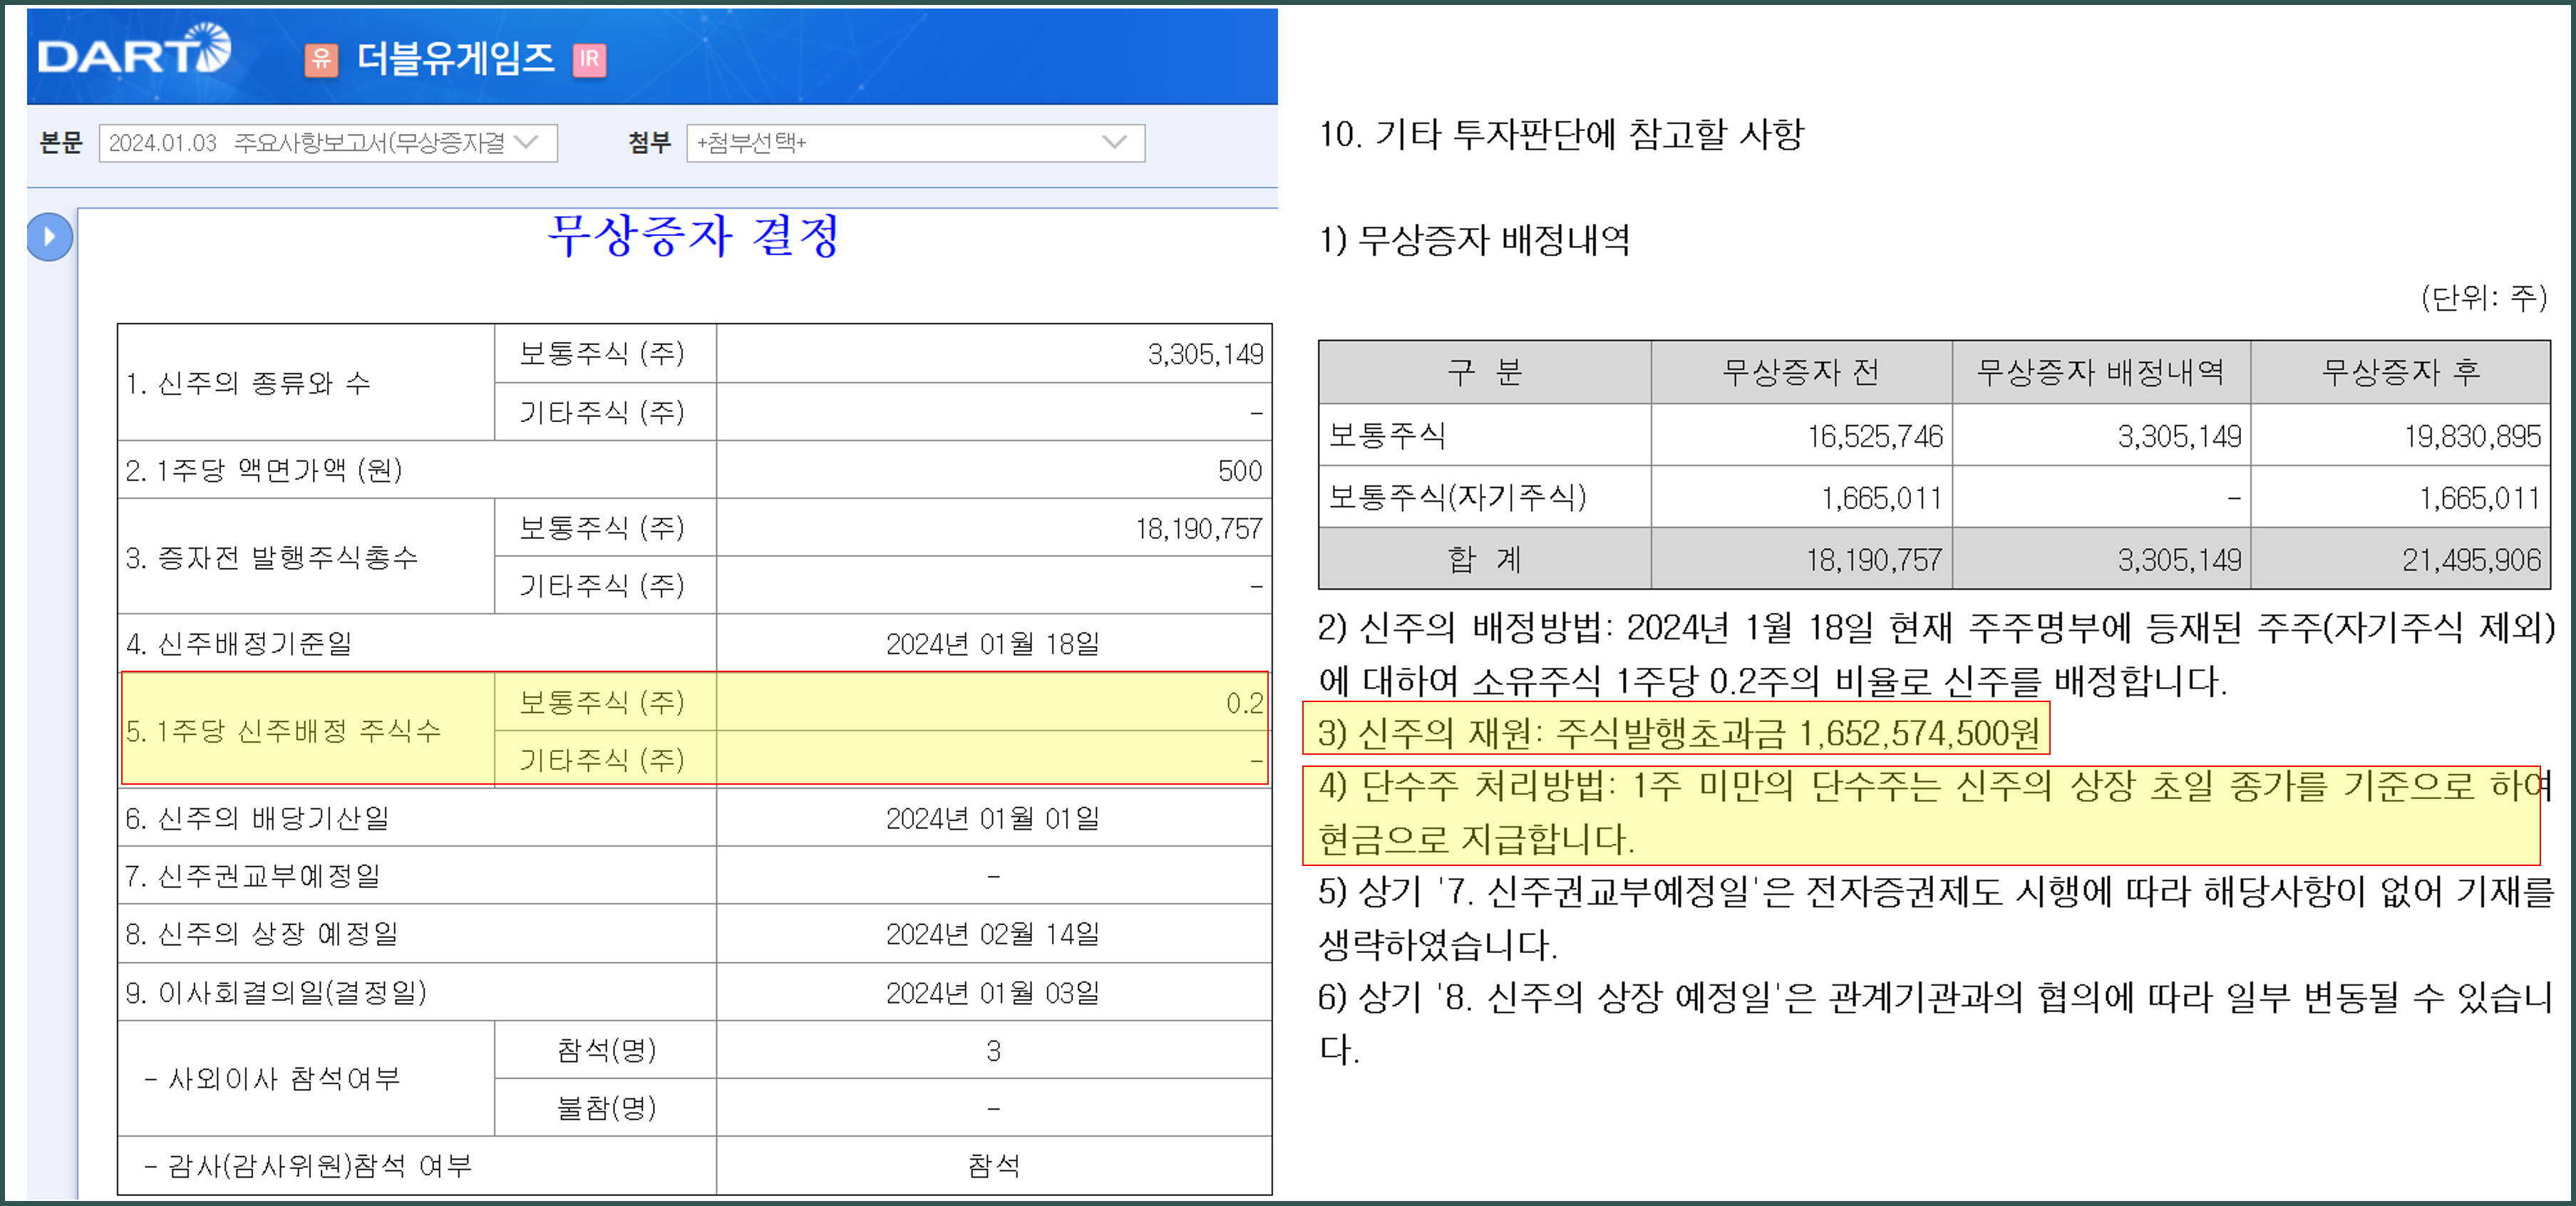 DART 유 더블유게임즈 IR
본문 2024.01.03 주요사항보고서(무상증자결 첨부 +첨부선택+
무상증자 결정
1. 신주의 종류와 수 보통주식 (주) 3,305,149
기타주식 (주) -
2. 1주당 액면가액 (원) 500
3. 증자전 발행주식총수 보통주식 (주) 18,190,757
기타주식 (주) -
4. 신주배정기준일 2024년 01월 18일
5. 1주당 신주배정 주식수 보통주식 (주) 0.2
기타주식 (주) -
6. 신주의 배당기산일 2024년 01월 01일
7. 신주권교부예정일 -
8. 신주의 상장 예정일 2024년 02월 14일
9. 이사회결의일(결정일) 2024년 01월 03일
- 사외이사 참석여부 참석(명) 3
불참(명) -
- 감사(감사위원)참석 여부 참석
10. 기타 투자판단에 참고할 사항
1) 무상증자 배정내역
(단위: 주)
구 분 무상증자 전 무상증자 배정내역 무상증자 후
보통주식 16,525,746 3,305,149 19,830,895
보통주식(자기주식) 1,665,011 - 1,665,011
합 계 18,190,757 3,305,149 21,495,906
2) 신주의 배정방법: 2024년 1월 18일 현재 주주명부에 등재된 주주(자기주식 제외)
에 대하여 소유주식 1주당 0.2주의 비율로 신주를 배정합니다.
3) 신주의 재원: 주식발행초과금 1,652,574,500원
4) 단수주 처리방법: 1주 미만의 단수주는 신주의 상장 초일 종가를 기준으로 하여
현금으로 지급합니다.
5) 상기 '7. 신주권교부예정일'은 전자증권제도 시행에 따라 해당사항이 없어 기재를
생략하였습니다.
6) 상기 '8. 신주의 상장 예정일'은 관계기관과의 협의에 따라 일부 변동될 수 있습니
다.